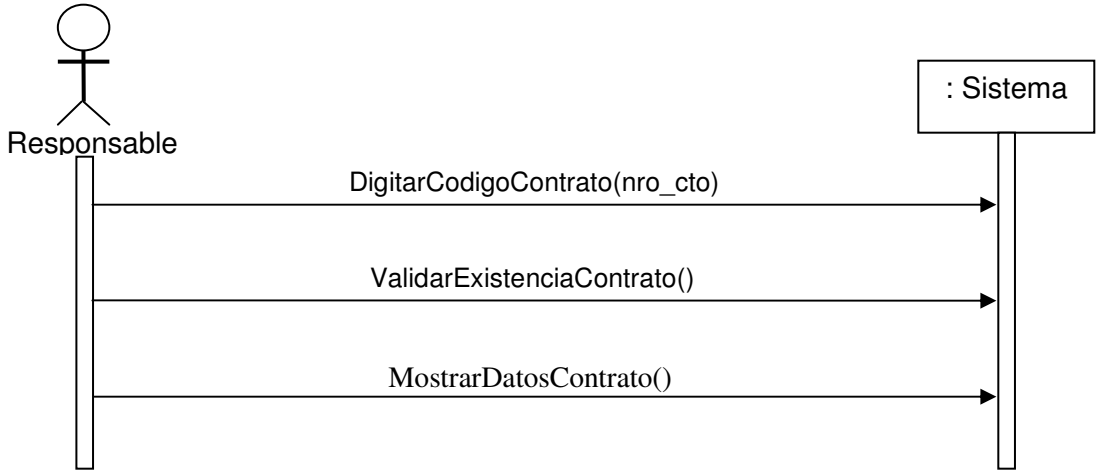 : Sistema
Responsable
DigitarCodigoContrato(nro_cto)
ValidarExistenciaContrato()
MostrarDatosContrato()